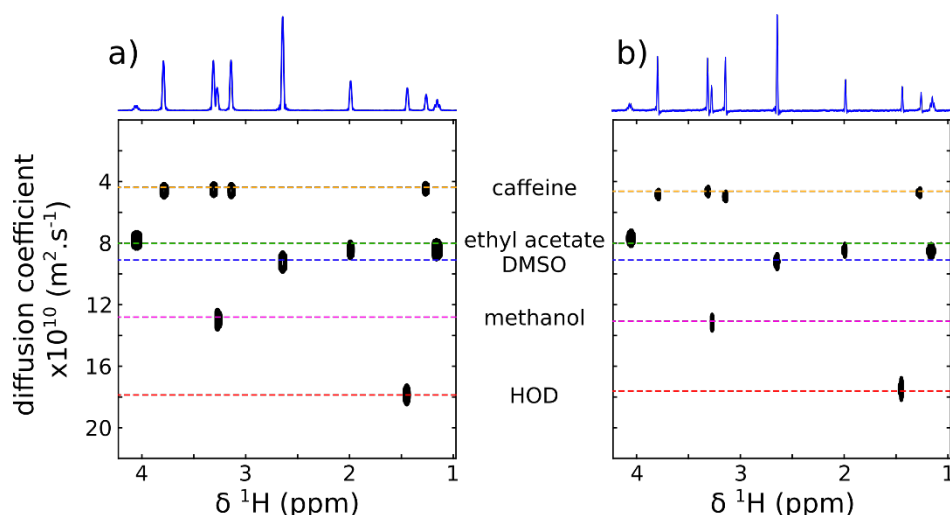 a)
b)
diffusion coefficient
x10¹⁰ (m².s⁻¹)
4
8
12
16
20
caffeine
ethyl acetate
DMSO
methanol
HOD
4 3 2 1
δ ¹H (ppm)
4 3 2 1
δ ¹H (ppm)